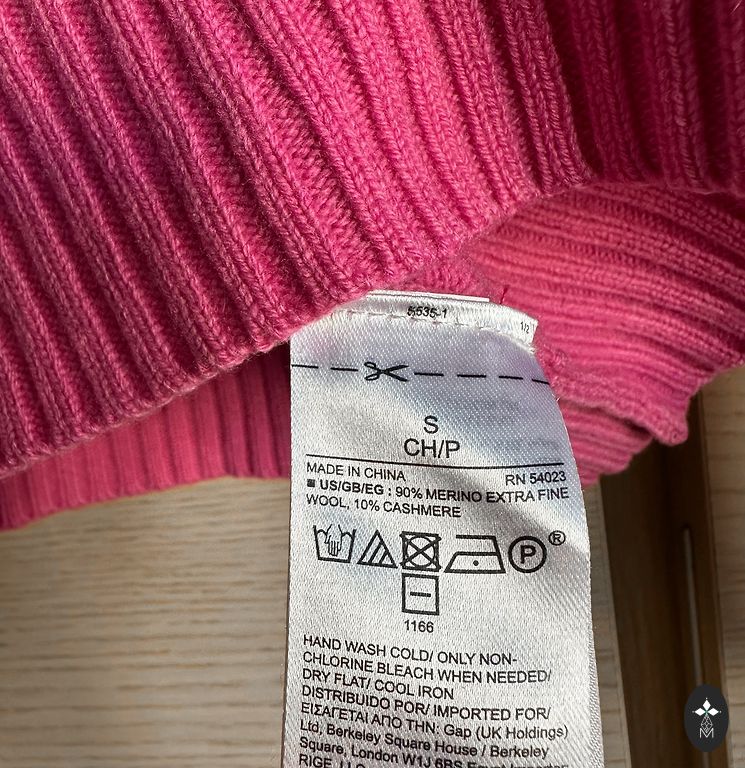 5535-1
1/2
S
CH/P
MADE IN CHINA RN 54023
US/GB/EG : 90% MERINO EXTRA FINE
WOOL, 10% CASHMERE
P ®
1166
HAND WASH COLD/ ONLY NON-
CHLORINE BLEACH WHEN NEEDED/
DRY FLAT/ COOL IRON
DISTRIBUIDO POR/ IMPORTED FOR/
ΕΙΣΑΓΕΤΑΙ ΑΠΟ ΤΗΝ: Gap (UK Holdings)
Ltd, Berkeley Square House / Berkeley
Square, London W1J 6BS
M